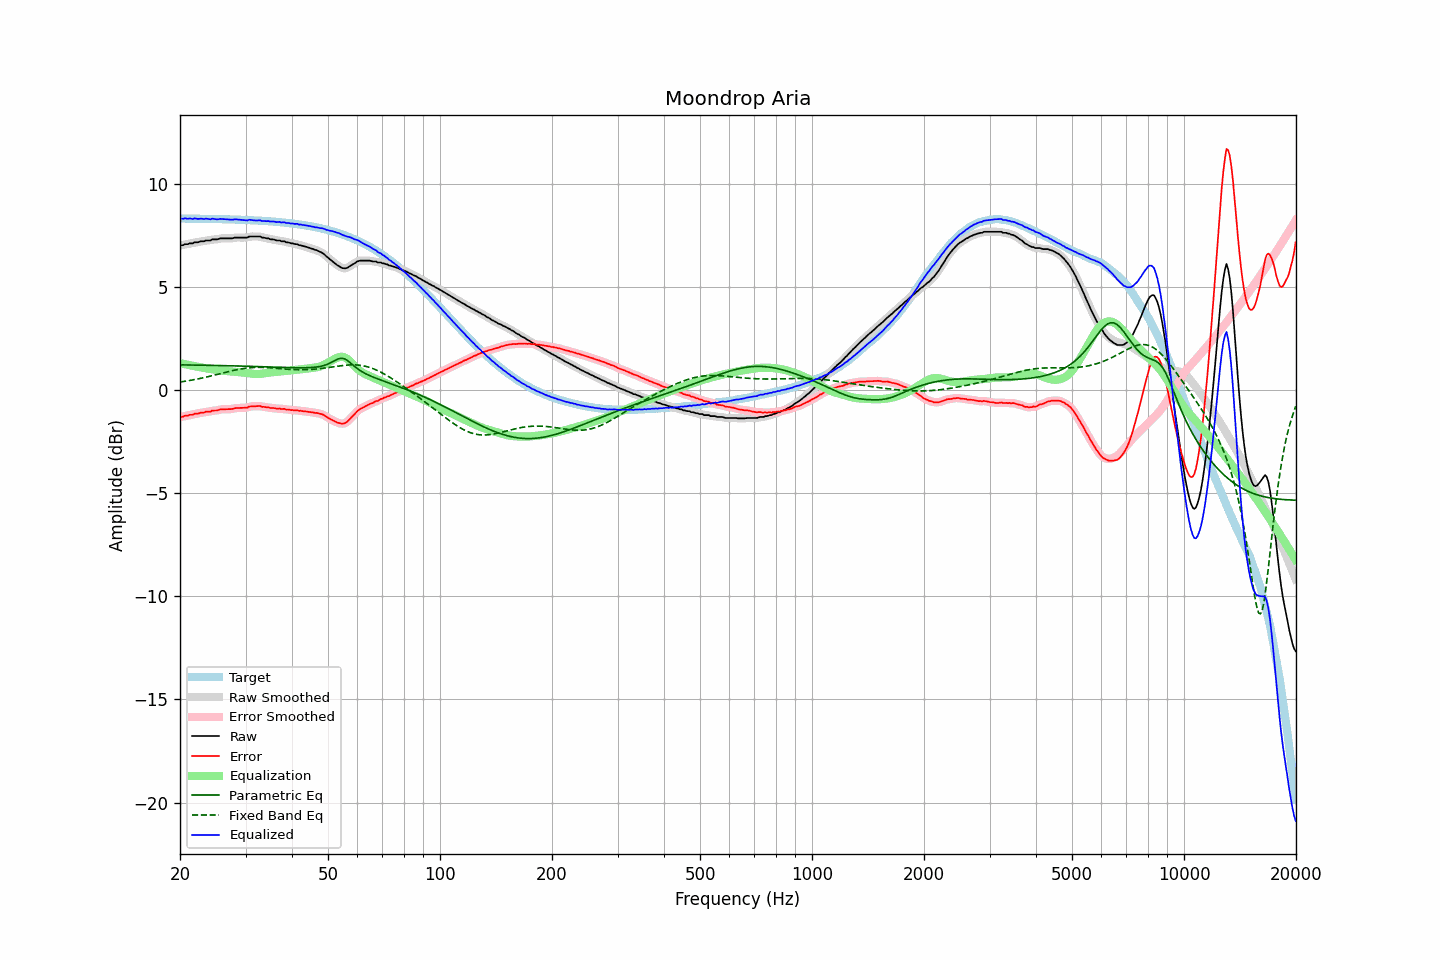 Moondrop Aria
Amplitude (dBr)
10
5
0
−5
−10
−15
−20
Target
Raw Smoothed
Error Smoothed
Raw
Error
Equalization
Parametric Eq
Fixed Band Eq
Equalized
20 50 100 200 500 1000 2000 5000 10000 20000
Frequency (Hz)